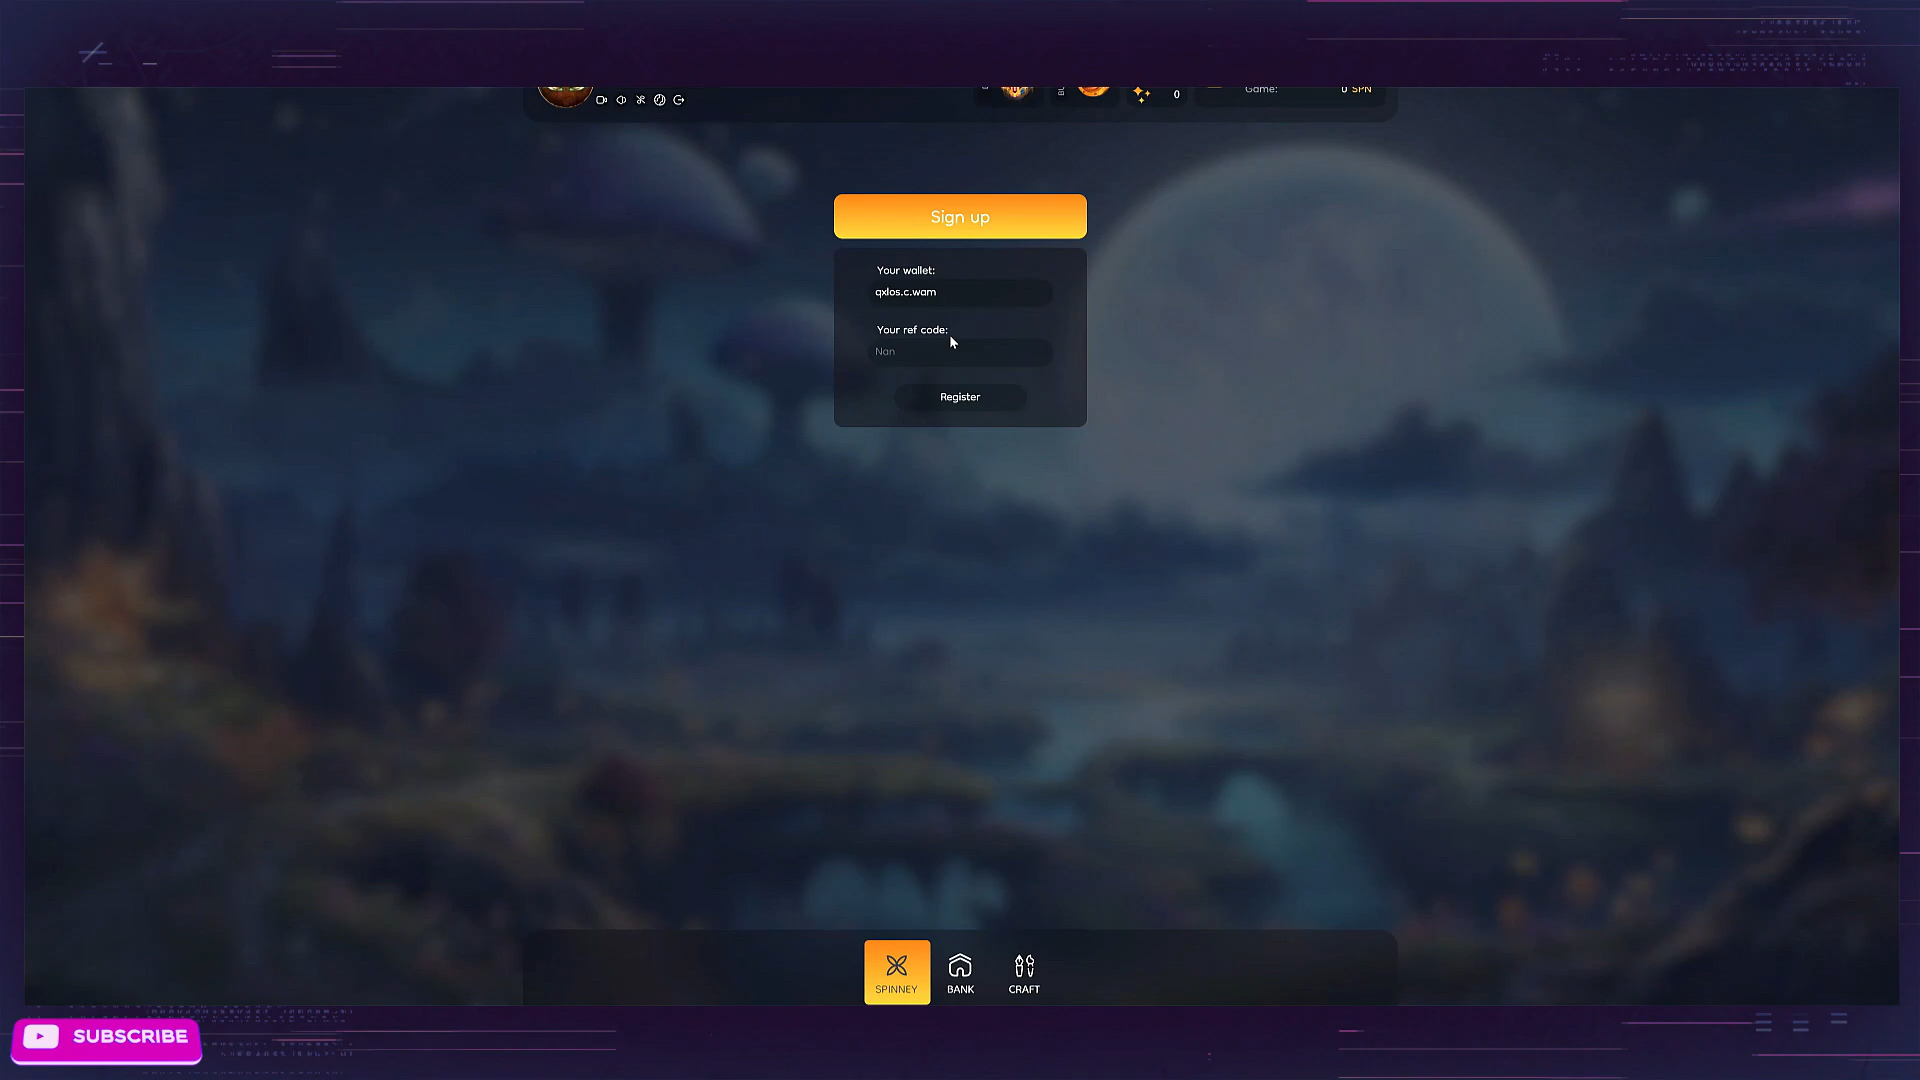 0
Game:
0 SPN
Sign up
Your wallet:
qxlos.c.wam
Your ref code:
Nan
Register
SPINNEY
BANK
CRAFT
SUBSCRIBE